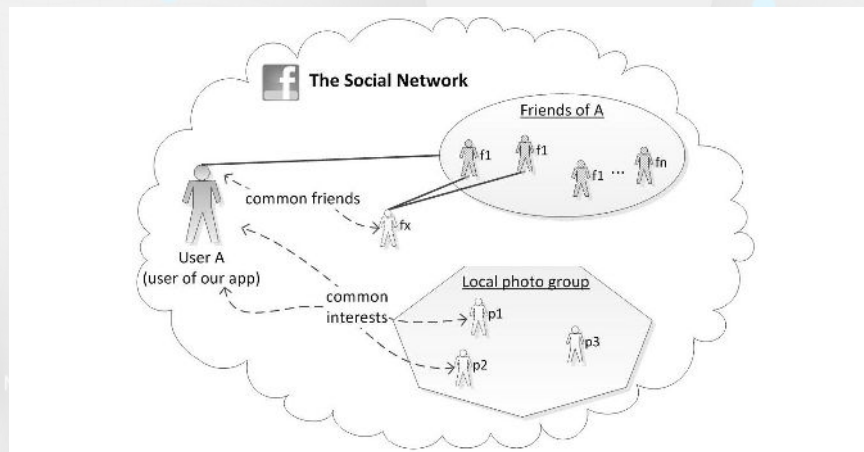 f The Social Network
Friends of A
f1
f1
f1 ... fn
common friends
fx
User A
(user of our app)
Local photo group
common
interests
p1
p2
p3